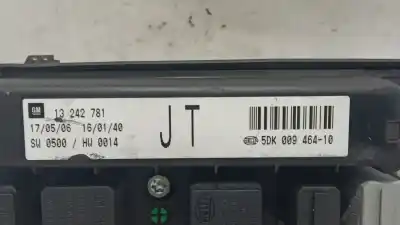 GM 13 242 781
17/05/06 16/01/40
SW 0500 / HW 0014
JT
5DK 009 464-10